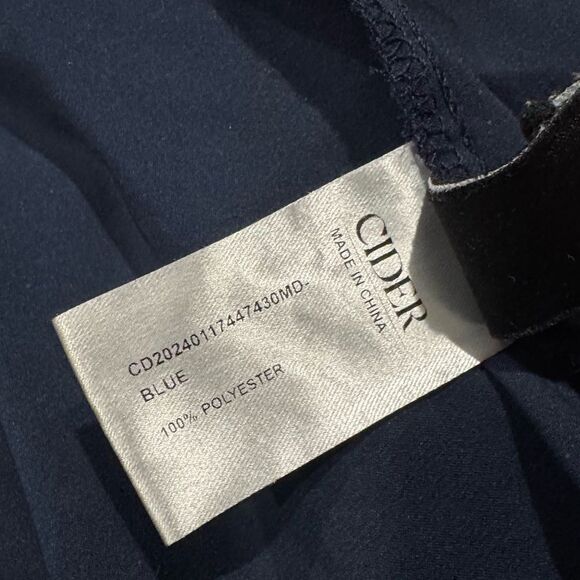 CIDER
MADE IN CHINA
CD20240117447430MD-
BLUE
100% POLYESTER